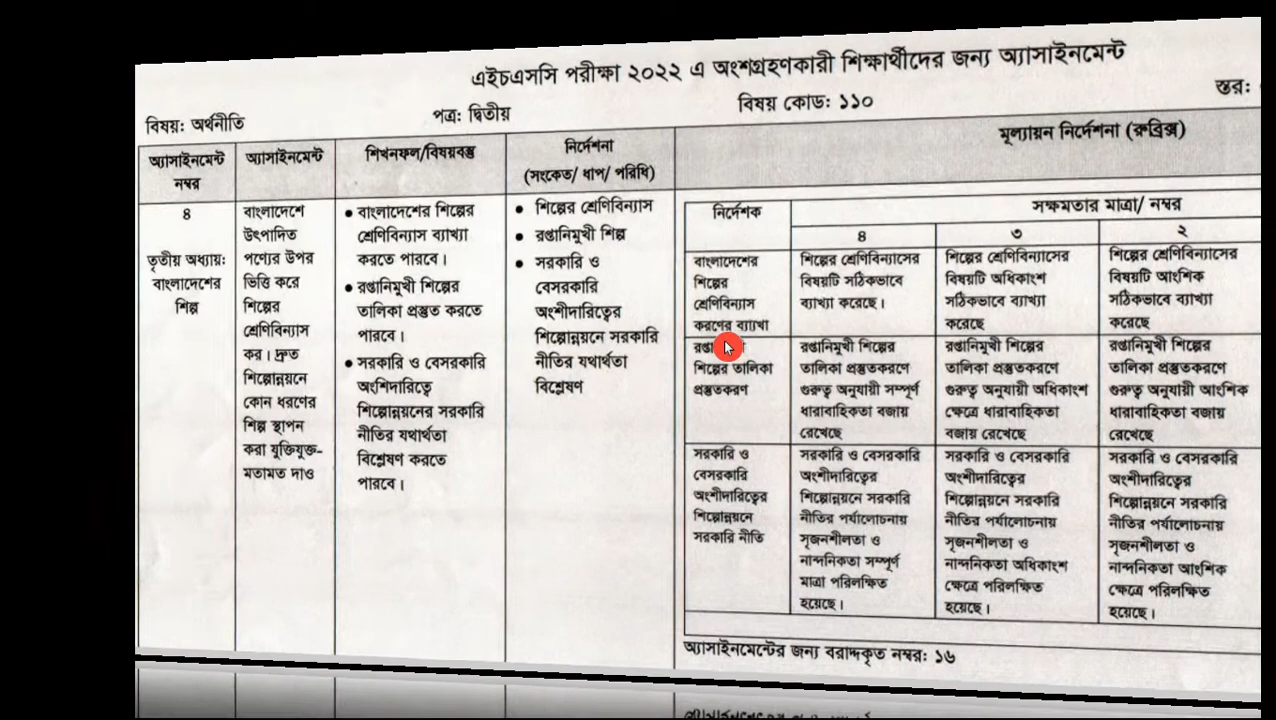 এইচএসসি পরীক্ষা ২০২২ এ অংশগ্রহণকারী শিক্ষার্থীদের জন্য অ্যাসাইনমেন্ট
বিষয়: অর্থনীতি
পত্র: দ্বিতীয়
বিষয় কোড: ১১০
স্তর:
অ্যাসাইনমেন্ট
নম্বর
অ্যাসাইনমেন্ট
শিখনফল/বিষয়বস্তু
নির্দেশনা
(সংকেত/ ধাপ/ পরিধি)
মূল্যায়ন নির্দেশনা (রুব্রিক্স)
৪
তৃতীয় অধ্যায়:
বাংলাদেশের
শিল্প
বাংলাদেশে
উৎপাদিত
পণ্যের উপর
ভিত্তি করে
শিল্পের
শ্রেণিবিন্যাস
কর। দ্রুত
শিল্পোন্নয়নে
কোন ধরণের
শিল্প স্থাপন
করা যুক্তিযুক্ত-
মতামত দাও
• বাংলাদেশের শিল্পের
শ্রেণিবিন্যাস ব্যাখ্যা
করতে পারবে।
• রপ্তানিমুখী শিল্পের
তালিকা প্রস্তুত করতে
পারবে।
• সরকারি ও বেসরকারি
অংশিদারিত্বে
শিল্পোন্নয়নের সরকারি
নীতির যথার্থতা
বিশ্লেষণ করতে
পারবে।
• শিল্পের শ্রেণিবিন্যাস
• রপ্তানিমুখী শিল্প
• সরকারি ও
বেসরকারি
অংশীদারিত্বের
শিল্পোন্নয়নে সরকারি
নীতির যথার্থতা
বিশ্লেষণ
নির্দেশক
সক্ষমতার মাত্রা/ নম্বর
৪
৩
২
বাংলাদেশের
শিল্পের
শ্রেণিবিন্যাস
করণের ব্যাখ্যা
শিল্পের শ্রেণিবিন্যাসের
বিষয়টি সঠিকভাবে
ব্যাখ্যা করেছে।
শিল্পের শ্রেণিবিন্যাসের
বিষয়টি অধিকাংশ
সঠিকভাবে ব্যাখ্যা
করেছে
শিল্পের শ্রেণিবিন্যাসের
বিষয়টি আংশিক
সঠিকভাবে ব্যাখ্যা
করেছে
শিল্পের তালিকা
প্রস্তুতকরণ
রপ্তানিমুখী শিল্পের
তালিকা প্রস্তুতকরণে
গুরুত্ব অনুযায়ী সম্পূর্ণ
ধারাবাহিকতা বজায়
রেখেছে
রপ্তানিমুখী শিল্পের
তালিকা প্রস্তুতকরণে
গুরুত্ব অনুযায়ী অধিকাংশ
ক্ষেত্রে ধারাবাহিকতা
বজায় রেখেছে
রপ্তানিমুখী শিল্পের
তালিকা প্রস্তুতকরণে
গুরুত্ব অনুযায়ী আংশিক
ধারাবাহিকতা বজায়
রেখেছে
সরকারি ও
বেসরকারি
অংশীদারিত্বের
শিল্পোন্নয়নে
সরকারি নীতি
সরকারি ও বেসরকারি
অংশীদারিত্বের
শিল্পোন্নয়নে সরকারি
নীতির পর্যালোচনায়
সৃজনশীলতা ও
নান্দনিকতা সম্পূর্ণ
মাত্রা পরিলক্ষিত
হয়েছে।
সরকারি ও বেসরকারি
অংশীদারিত্বের
শিল্পোন্নয়নে সরকারি
নীতির পর্যালোচনায়
সৃজনশীলতা ও
নান্দনিকতা অধিকাংশ
ক্ষেত্রে পরিলক্ষিত
হয়েছে।
সরকারি ও বেসরকারি
অংশীদারিত্বের
শিল্পোন্নয়নে সরকারি
নীতির পর্যালোচনায়
সৃজনশীলতা ও
নান্দনিকতা আংশিক
ক্ষেত্রে পরিলক্ষিত
হয়েছে।
অ্যাসাইনমেন্টের জন্য বরাদ্দকৃত নম্বর: ১৬